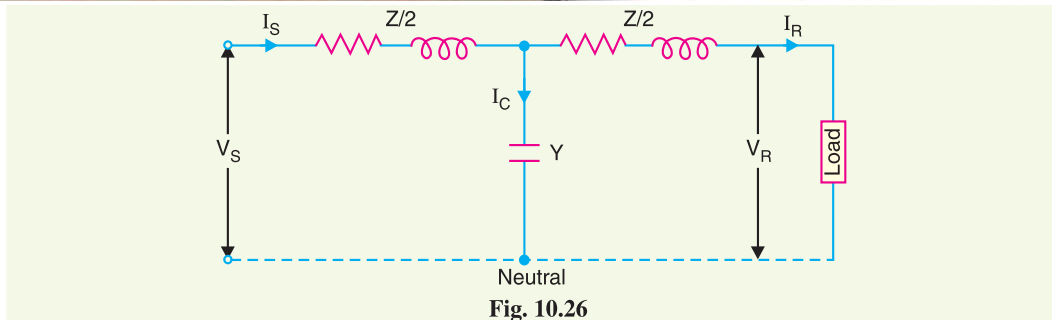 I_S Z/2 Z/2 I_R
I_C
V_S Y V_R Load
Neutral
Fig. 10.26